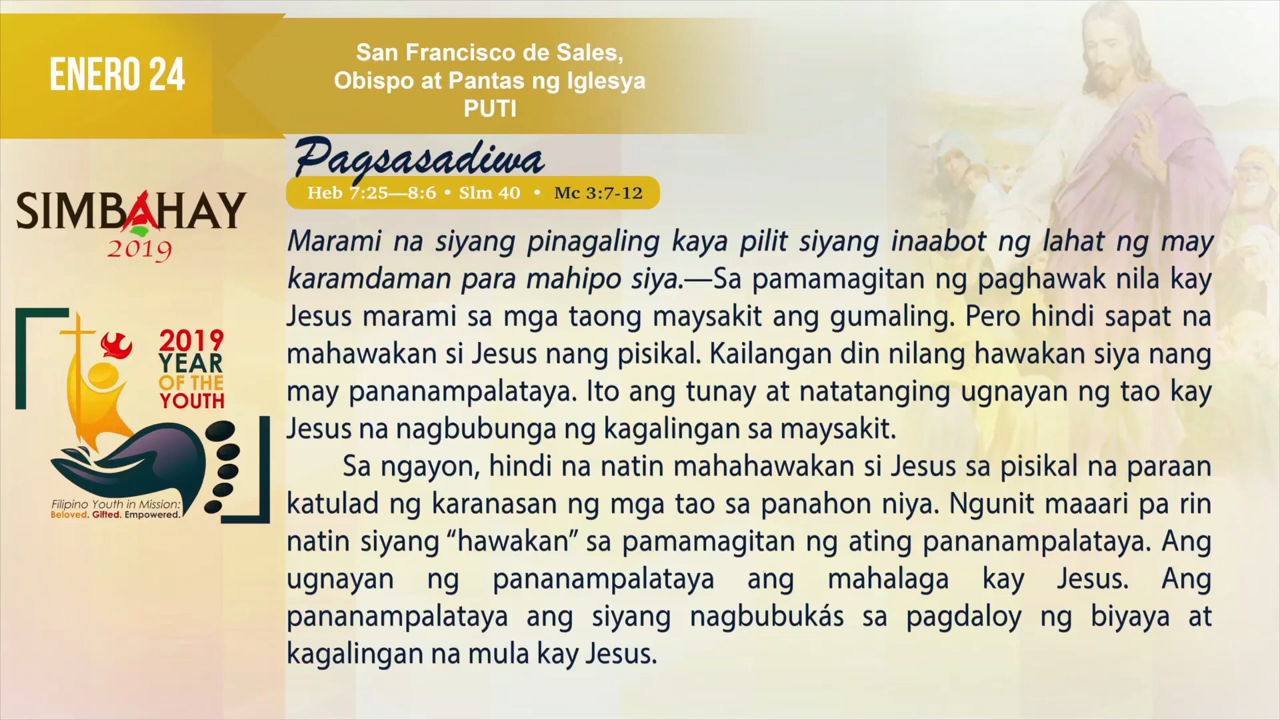 ENERO 24
San Francisco de Sales,
Obispo at Pantas ng Iglesya
PUTI
Pagsasadiwa
Heb 7:25—8:6 • Slm 40 • Mc 3:7-12
SIMBAHAY
2019
2019
YEAR
OF THE
YOUTH
Filipino Youth in Mission:
Beloved. Gifted. Empowered.
Marami na siyang pinagaling kaya pilit siyang inaabot ng lahat ng may
karamdaman para mahipo siya.—Sa pamamagitan ng paghawak nila kay
Jesus marami sa mga taong maysakit ang gumaling. Pero hindi sapat na
mahawakan si Jesus nang pisikal. Kailangan din nilang hawakan siya nang
may pananampalataya. Ito ang tunay at natatanging ugnayan ng tao kay
Jesus na nagbubunga ng kagalingan sa maysakit.
Sa ngayon, hindi na natin mahahawakan si Jesus sa pisikal na paraan
katulad ng karanasan ng mga tao sa panahon niya. Ngunit maaari pa rin
natin siyang “hawakan” sa pamamagitan ng ating pananampalataya. Ang
ugnayan ng pananampalataya ang mahalaga kay Jesus. Ang
pananampalataya ang siyang nagbubukás sa pagdaloy ng biyaya at
kagalingan na mula kay Jesus.